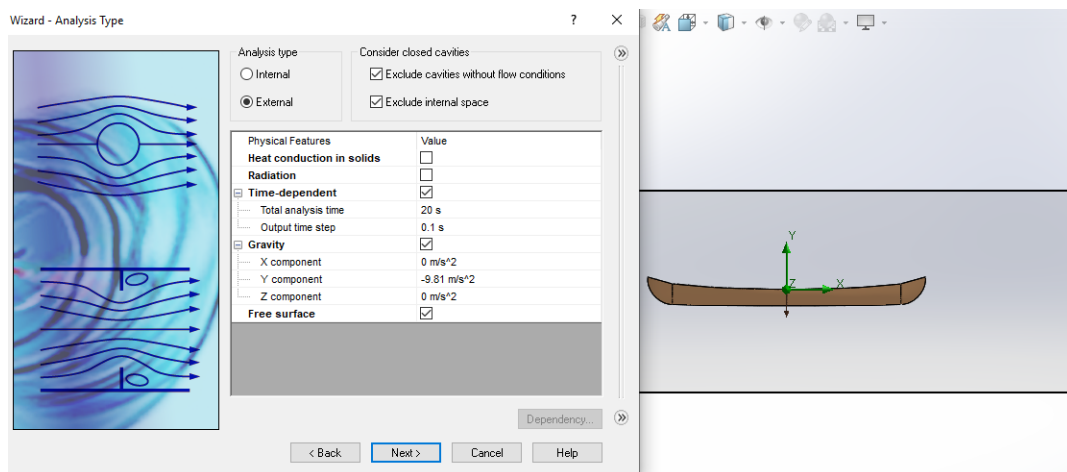 Wizard - Analysis Type
?
Analysis type
Internal
External
Consider closed cavities
Exclude cavities without flow conditions
Exclude internal space
Physical Features Value
Heat conduction in solids
Radiation
Time-dependent
Total analysis time 20 s
Output time step 0.1 s
Gravity
X component 0 m/s^2
Y component -9.81 m/s^2
Z component 0 m/s^2
Free surface
Dependency...
< Back Next > Cancel Help
Y
Z X